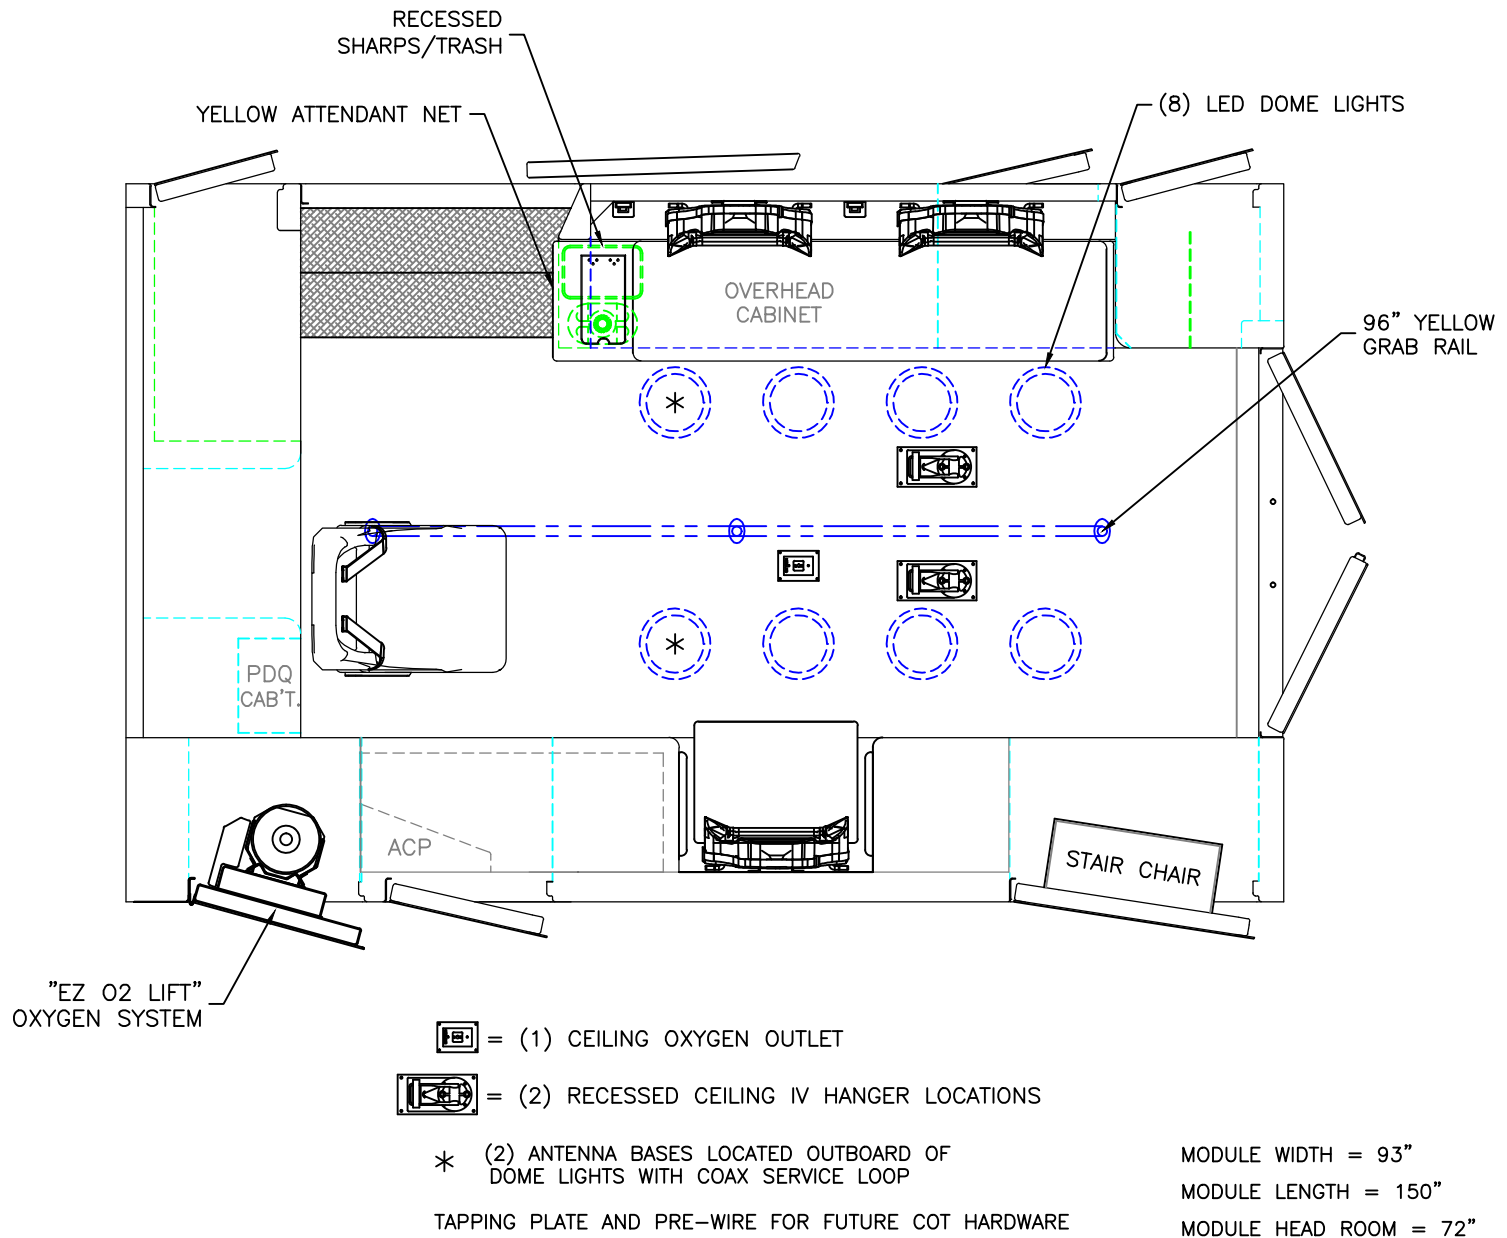 RECESSED
SHARPS/TRASH
YELLOW ATTENDANT NET
(8) LED DOME LIGHTS
OVERHEAD
CABINET
96” YELLOW
GRAB RAIL
PDQ
CAB’T.
ACP
STAIR CHAIR
”EZ O2 LIFT”
OXYGEN SYSTEM
= (1) CEILING OXYGEN OUTLET
= (2) RECESSED CEILING IV HANGER LOCATIONS
* (2) ANTENNA BASES LOCATED OUTBOARD OF
DOME LIGHTS WITH COAX SERVICE LOOP
TAPPING PLATE AND PRE–WIRE FOR FUTURE COT HARDWARE
MODULE WIDTH = 93”
MODULE LENGTH = 150”
MODULE HEAD ROOM = 72”